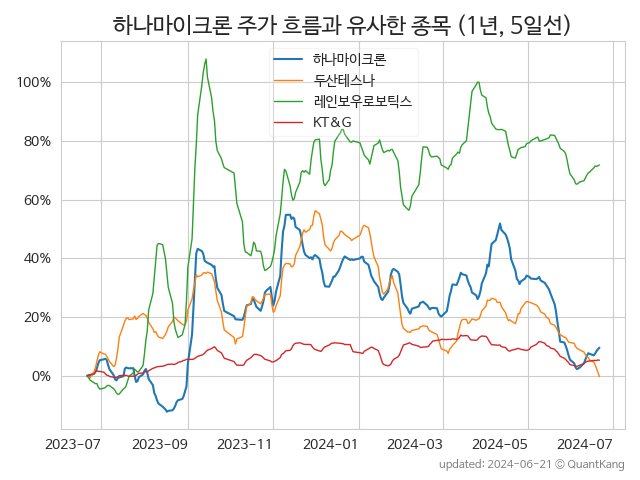 하나마이크론 주가 흐름과 유사한 종목 (1년, 5일선)
하나마이크론
두산테스나
레인보우로보틱스
KT&G
100%
80%
60%
40%
20%
0%
2023-07 2023-09 2023-11 2024-01 2024-03 2024-05 2024-07
updated: 2024-06-21 © QuantKang